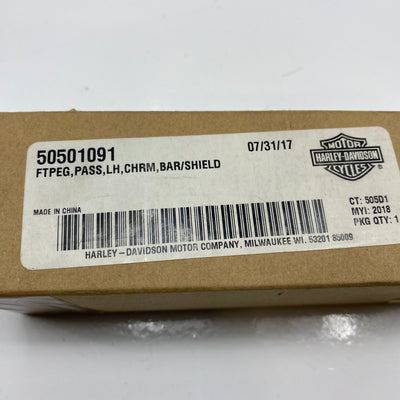 50501091
07/31/17
FTPEG,PASS,LH,CHRM,BAR/SHIELD
MOTOR
HARLEY-DAVIDSON
CYCLES
MADE IN CHINA
CT: 505D1
MYI: 2018
PKG QTY: 1
HARLEY-DAVIDSON MOTOR COMPANY, MILWAUKEE WI. 53201 85009